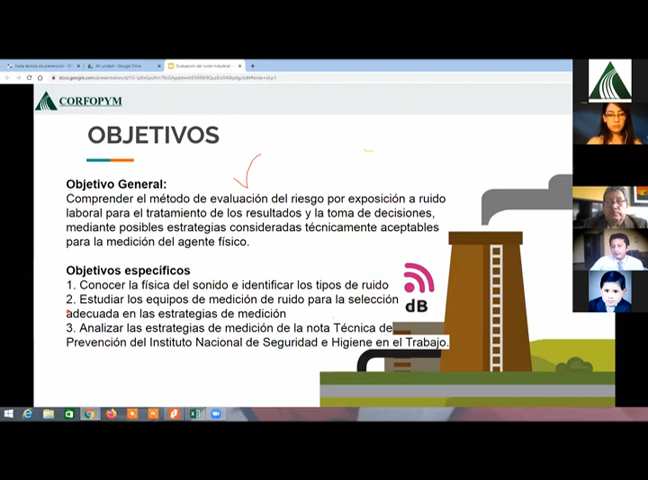 Evaluación del ruido industrial
CORFOPYM
OBJETIVOS
Objetivo General:
Comprender el método de evaluación del riesgo por exposición a ruido
laboral para el tratamiento de los resultados y la toma de decisiones,
mediante posibles estrategias consideradas técnicamente aceptables
para la medición del agente físico.
Objetivos específicos
1. Conocer la física del sonido e identificar los tipos de ruido
2. Estudiar los equipos de medición de ruido para la selección
adecuada en las estrategias de medición
3. Analizar las estrategias de medición de la nota Técnica de
Prevención del Instituto Nacional de Seguridad e Higiene en el Trabajo.
dB